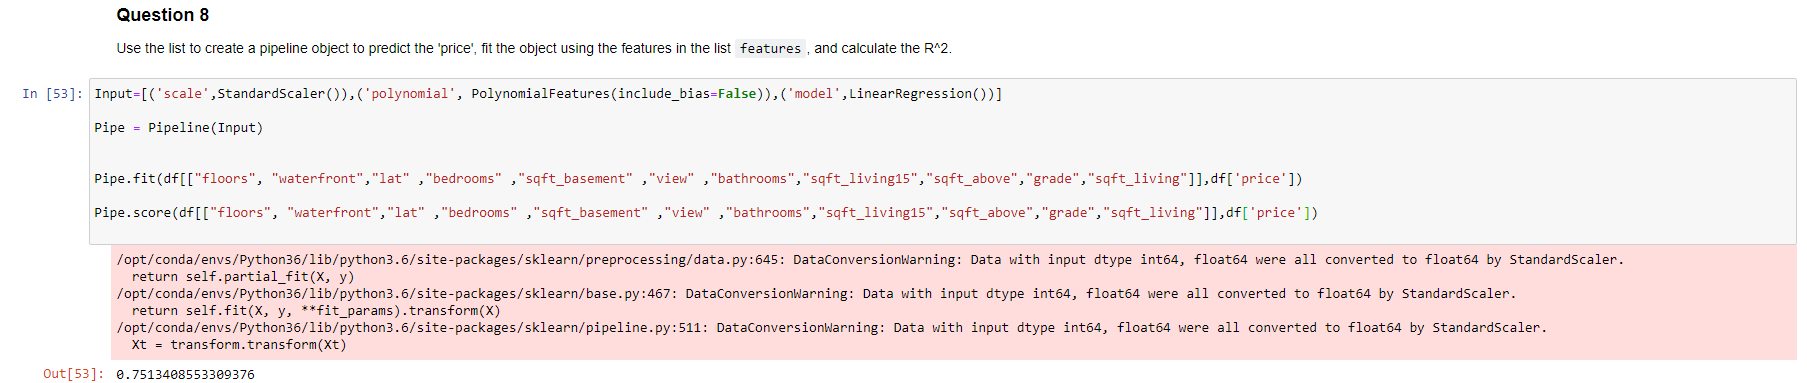 Question 8
Use the list to create a pipeline object to predict the 'price', fit the object using the features in the list features , and calculate the R^2.
In [53]: Input=[('scale',StandardScaler()),('polynomial', PolynomialFeatures(include_bias=False)),('model',LinearRegression())]
Pipe = Pipeline(Input)
Pipe.fit(df[["floors", "waterfront","lat" ,"bedrooms" ,"sqft_basement" ,"view" ,"bathrooms","sqft_living15","sqft_above","grade","sqft_living"]],df['price'])
Pipe.score(df[["floors", "waterfront","lat" ,"bedrooms" ,"sqft_basement" ,"view" ,"bathrooms","sqft_living15","sqft_above","grade","sqft_living"]],df['price'])
/opt/conda/envs/Python36/lib/python3.6/site-packages/sklearn/preprocessing/data.py:645: DataConversionWarning: Data with input dtype int64, float64 were all converted to float64 by StandardScaler.
  return self.partial_fit(X, y)
/opt/conda/envs/Python36/lib/python3.6/site-packages/sklearn/base.py:467: DataConversionWarning: Data with input dtype int64, float64 were all converted to float64 by StandardScaler.
  return self.fit(X, y, **fit_params).transform(X)
/opt/conda/envs/Python36/lib/python3.6/site-packages/sklearn/pipeline.py:511: DataConversionWarning: Data with input dtype int64, float64 were all converted to float64 by StandardScaler.
  Xt = transform.transform(Xt)
Out[53]: 0.7513408553309376